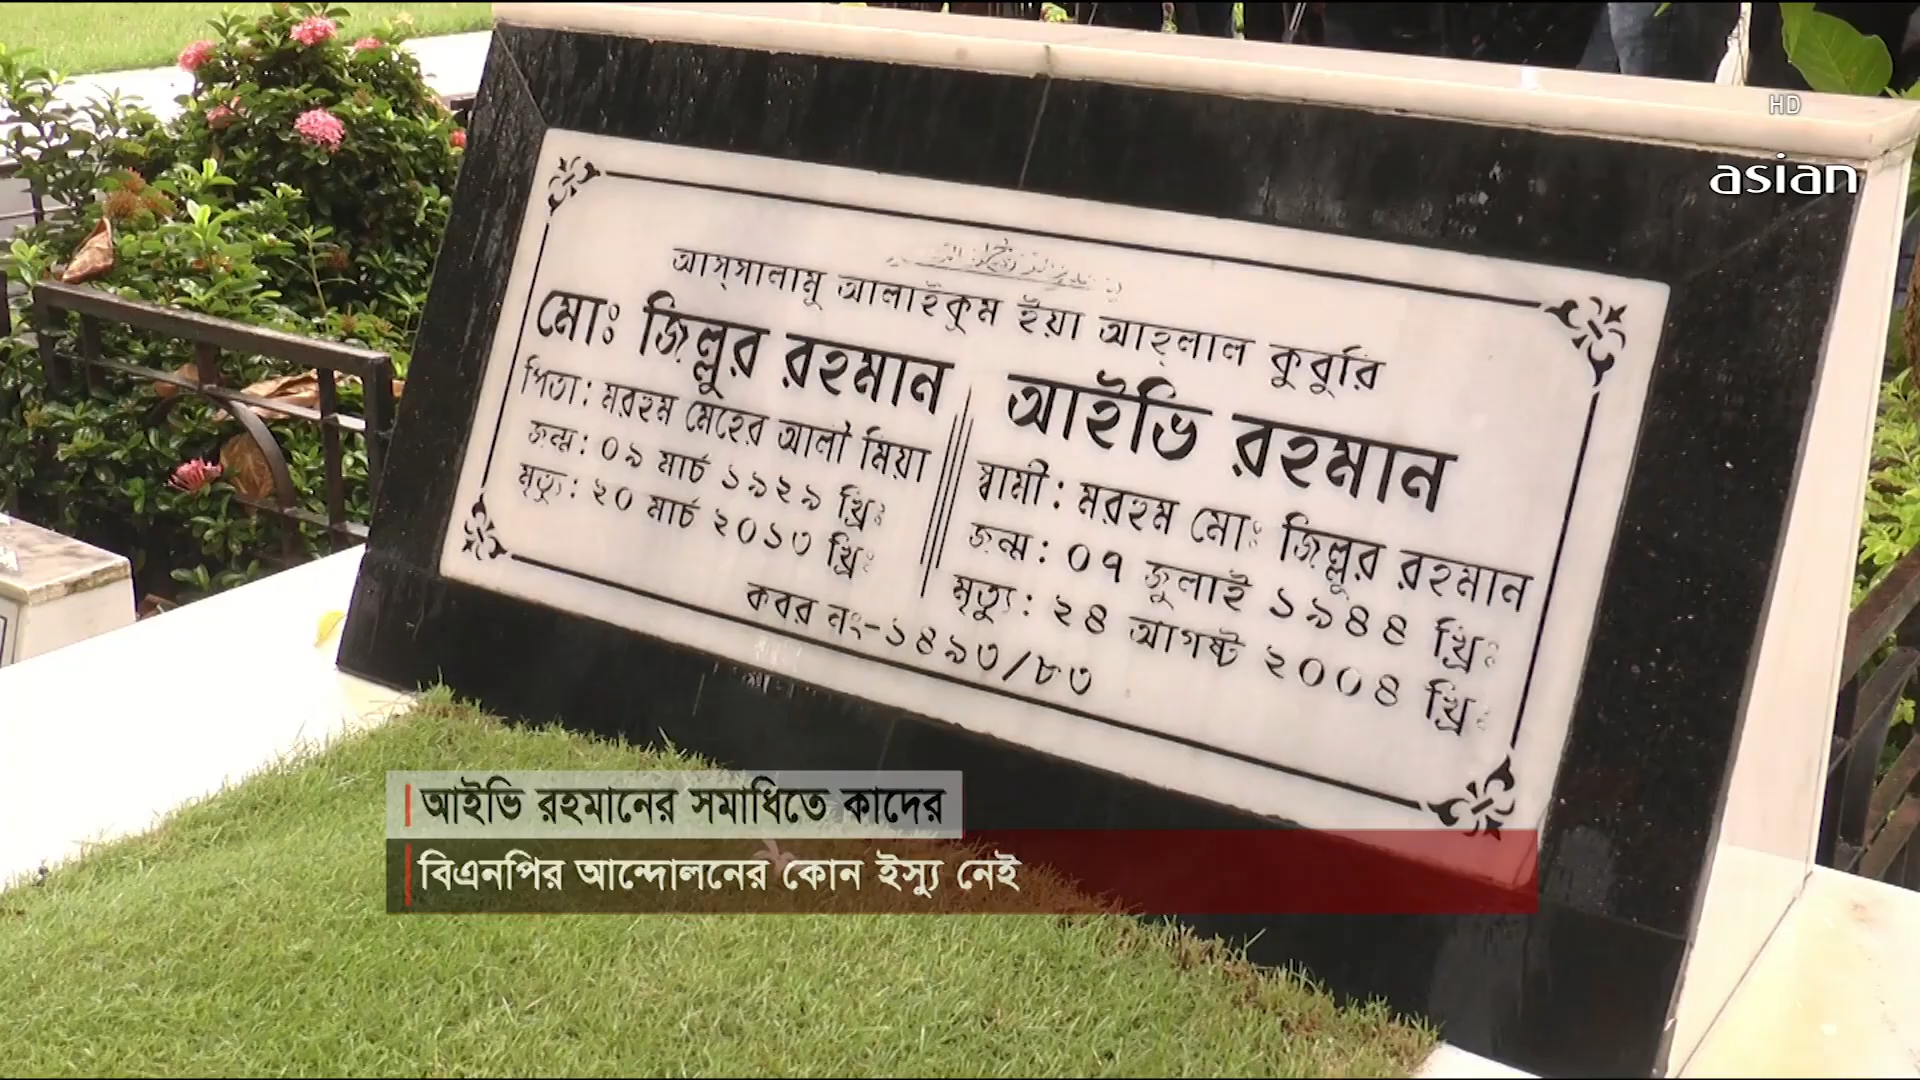 HD
asian
আস্‌সালামু আলাইকুম ইয়া আহ্‌লাল কুবুরি
মোঃ জিল্লুর রহমান
পিতা: মরহুম মেহের আলী মিয়া
জন্ম: ০৯ মার্চ ১৯২৯ খ্রিঃ
মৃত্যু: ২০ মার্চ ২০১৩ খ্রিঃ
আইভি রহমান
স্বামী: মরহুম মোঃ জিল্লুর রহমান
জন্ম: ০৭ জুলাই ১৯৪৪ খ্রিঃ
মৃত্যু: ২৪ আগষ্ট ২০০৪ খ্রিঃ
কবর নং-১৪৯৩/৮৩
আইভি রহমানের সমাধিতে কাদের
বিএনপির আন্দোলনের কোন ইস্যু নেই